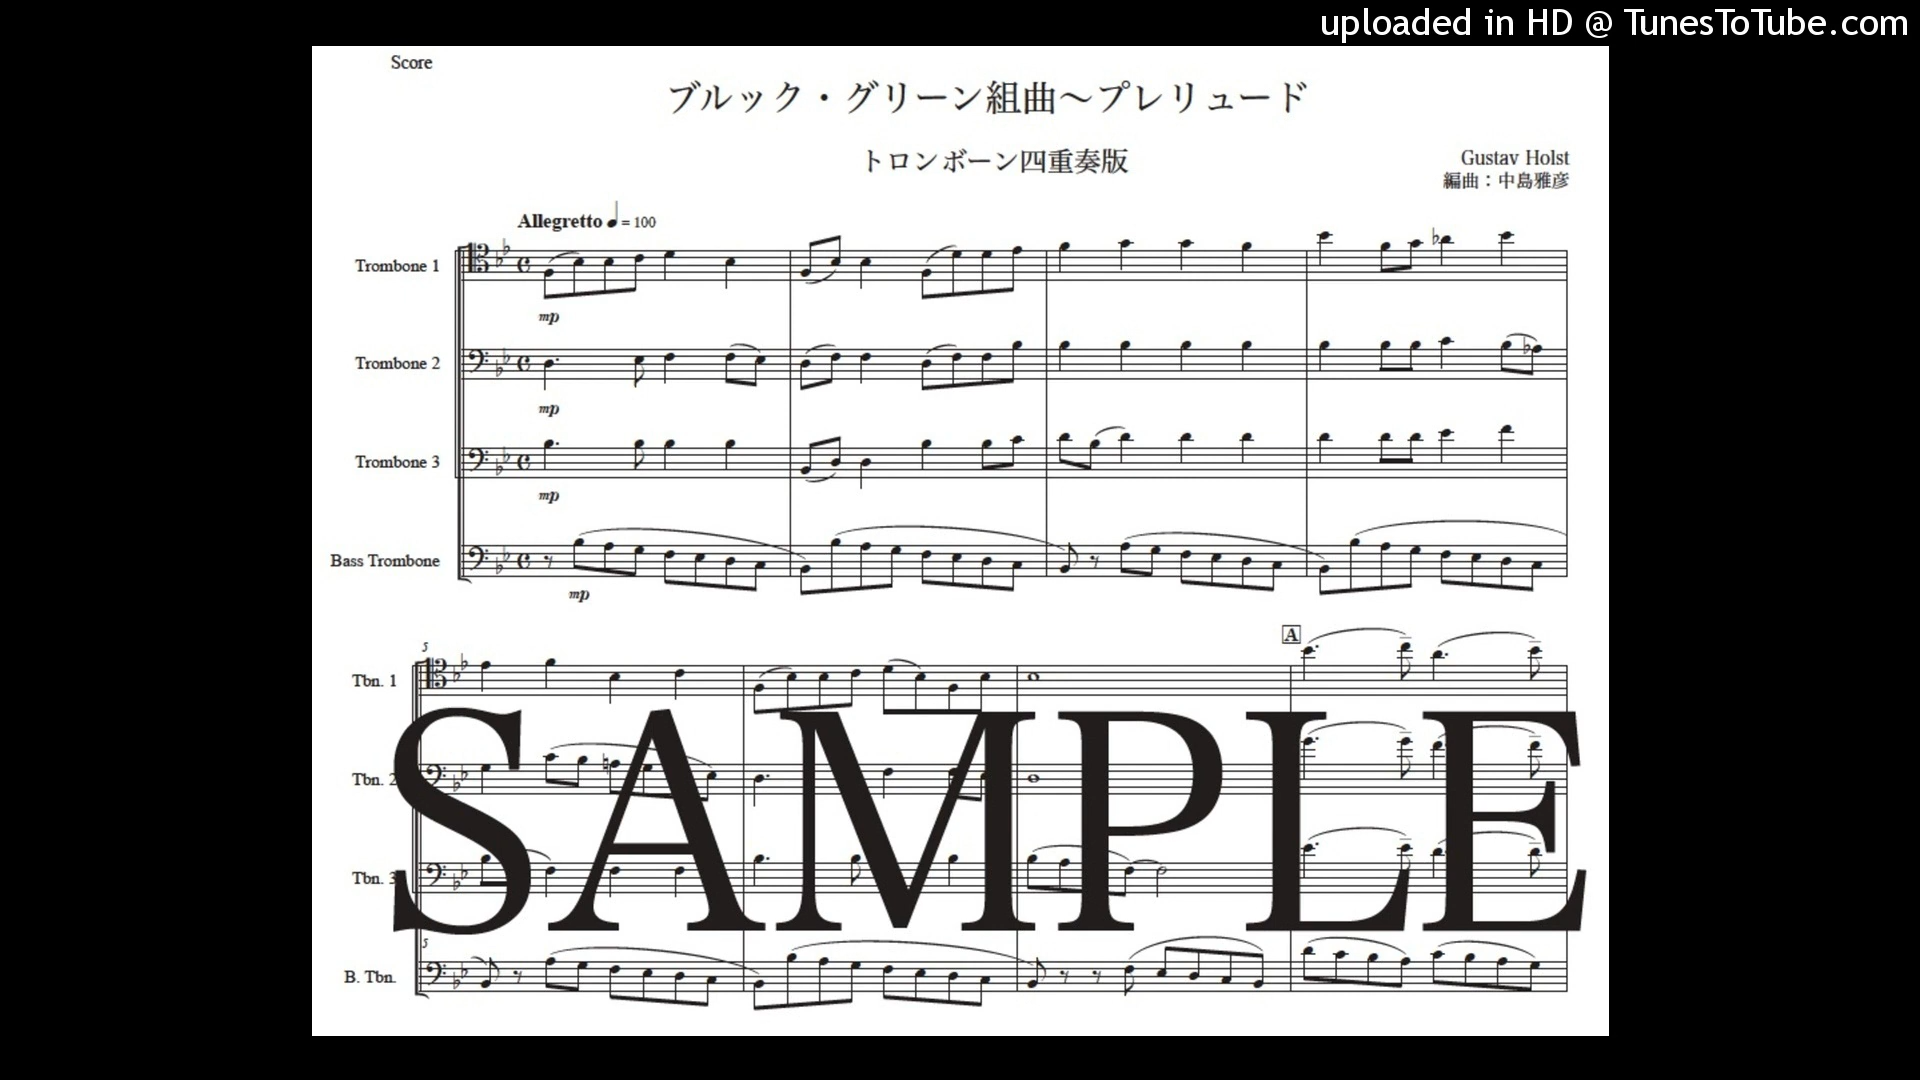 uploaded in HD @ TunesToTube.com
Score
ブルック・グリーン組曲～プレリュード
トロンボーン四重奏版
Gustav Holst
編曲：中島雅彦
Allegretto ♩= 100
Trombone 1
mp
Trombone 2
mp
Trombone 3
mp
Bass Trombone
mp
5
A
Tbn. 1
Tbn. 2
Tbn. 3
SAMPLE
5
B. Tbn.